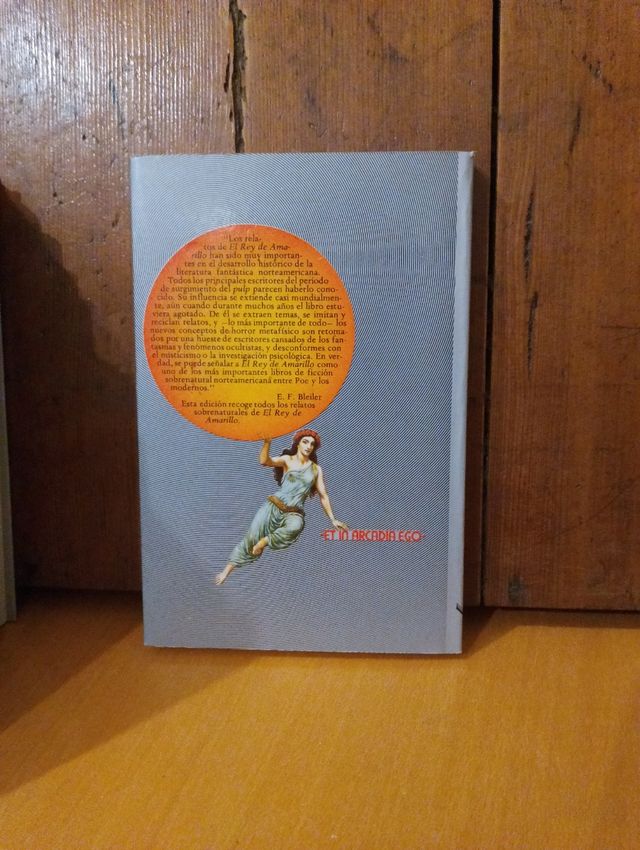 "Los rela-
tos de El Rey de Ama-
rillo han sido muy importan-
tes en el desarrollo histórico de la
literatura fantástica norteamericana.
Todos los principales escritores del periodo
de surgimiento del pulp parecen haberlo cono-
cido. Su influencia se extiende casi mundialmen-
te, aún cuando durante muchos años el libro estu-
viera agotado. De él se extraen temas, se imitan y
reciclan relatos, y —lo más importante de todo— los
nuevos conceptos de horror metafísico son retoma-
dos por una hueste de escritores cansados de los fan-
tasmas y fenómenos ocultistas, y desconformes con
el misticismo o la investigación psicológica. En ver-
dad, se puede señalar a El Rey de Amarillo como
uno de los más importantes libros de ficción
sobrenatural norteamericana entre Poe y los
modernos."
E. F. Bleiler
Esta edición recoge todos los relatos
sobrenaturales de El Rey de
Amarillo.
-ET IN ARCADIA EGO-